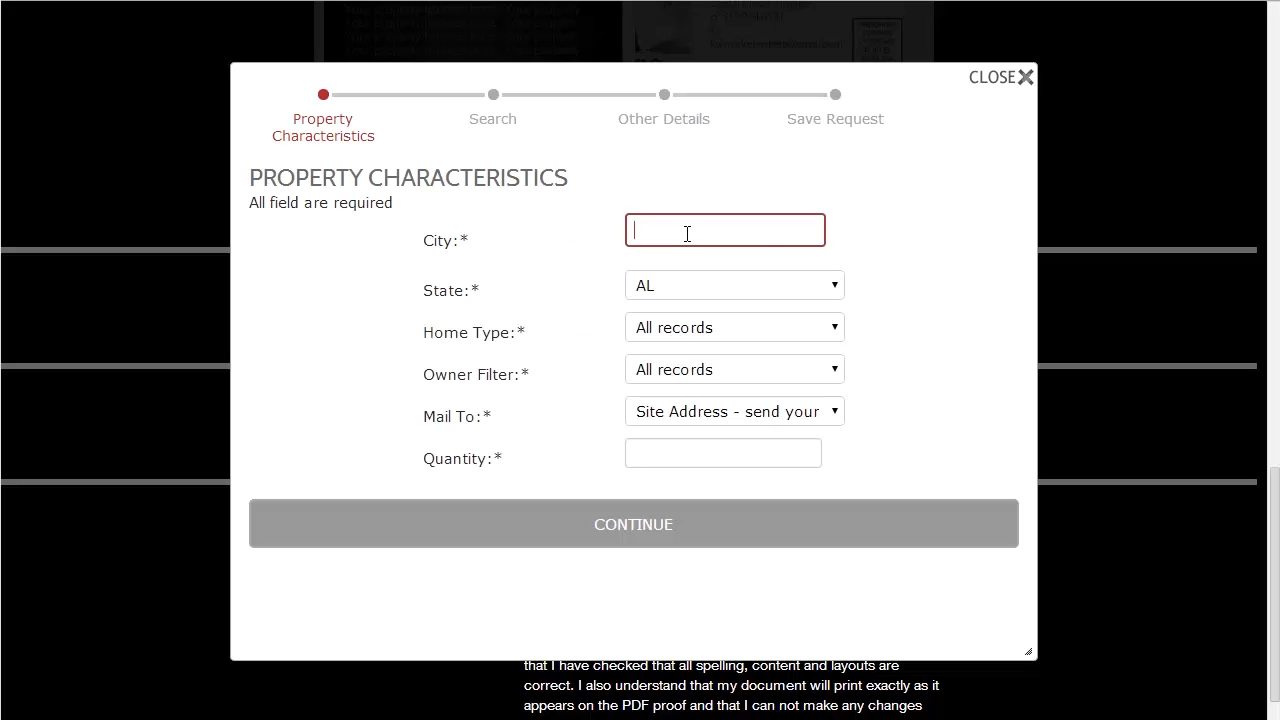 CLOSE
Property
Characteristics
Search
Other Details
Save Request
PROPERTY CHARACTERISTICS
All field are required
City:*
State:*
AL
Home Type:*
All records
Owner Filter:*
All records
Mail To:*
Site Address - send your
Quantity:*
CONTINUE
that I have checked that all spelling, content and layouts are
correct. I also understand that my document will print exactly as it
appears on the PDF proof and that I can not make any changes